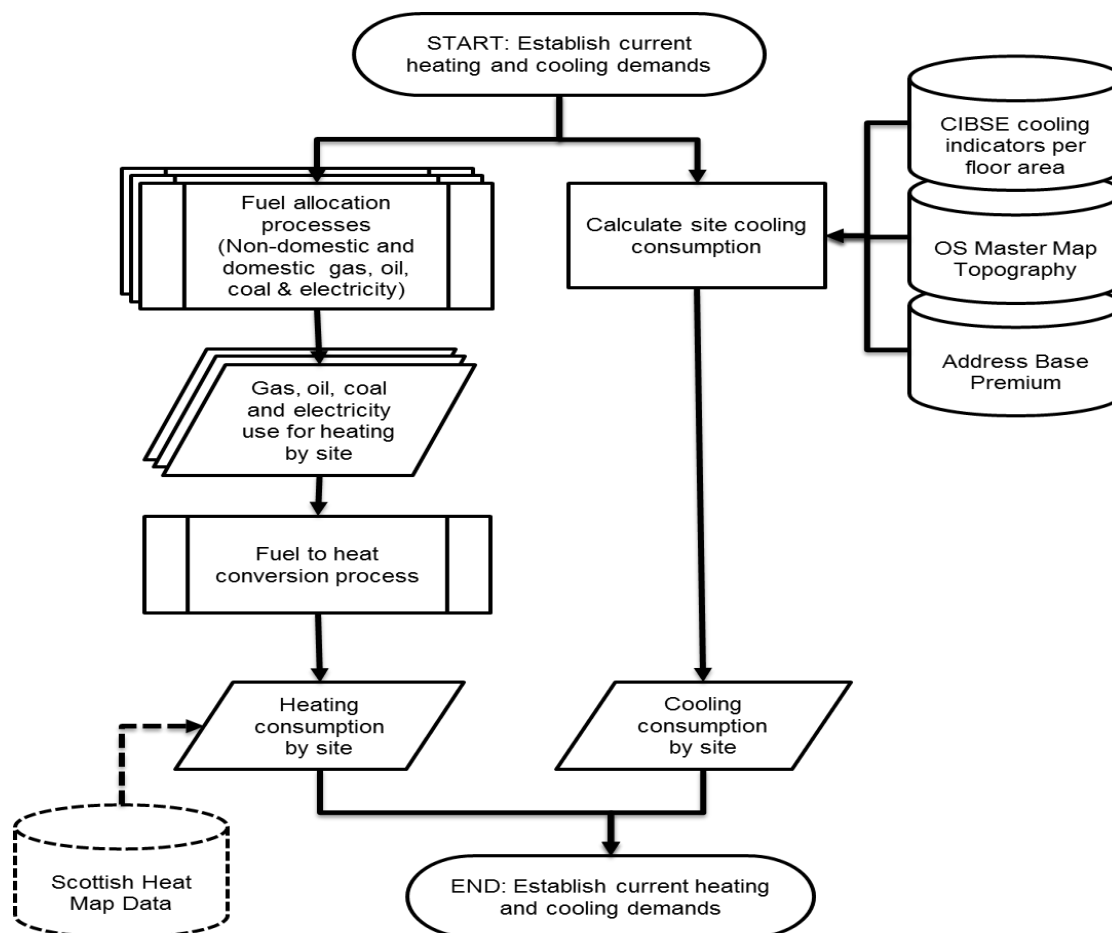 START: Establish current
heating and cooling demands
CIBSE cooling
indicators per
floor area
Fuel allocation
processes
(Non-domestic and
domestic gas, oil,
coal & electricity)
Calculate site cooling
consumption
OS Master Map
Topography
Address Base
Premium
Gas, oil, coal
and electricity
use for heating
by site
Fuel to heat
conversion process
Heating
consumption
by site
Cooling
consumption
by site
Scottish Heat
Map Data
END: Establish current heating
and cooling demands